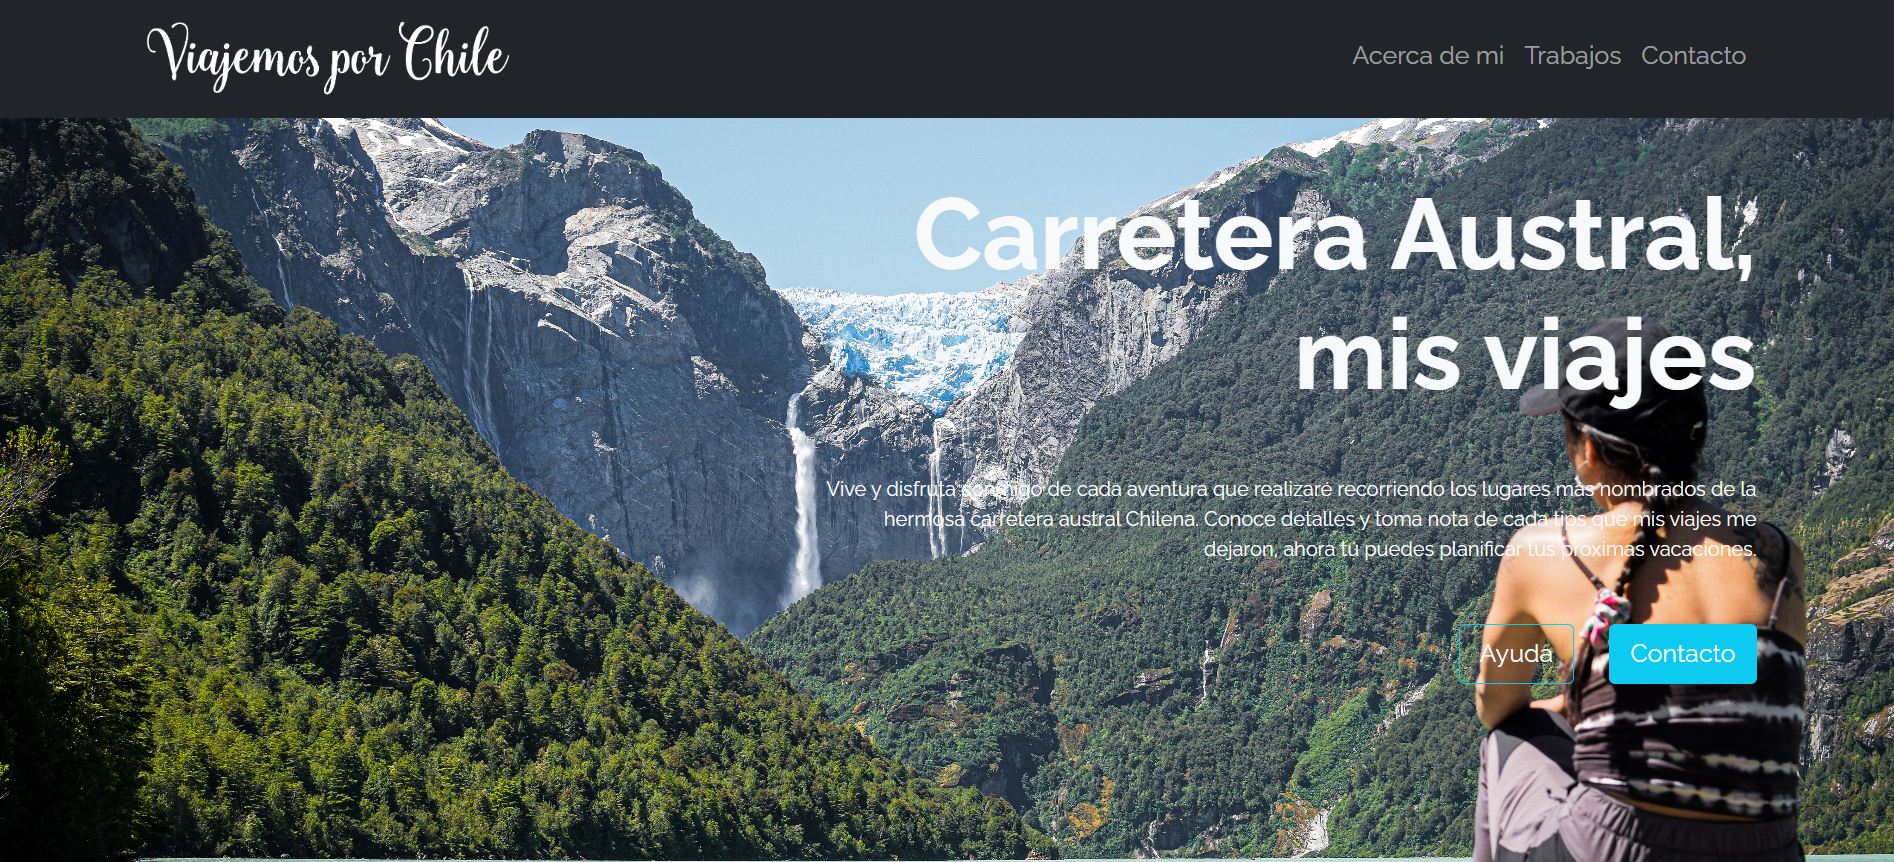 Viajemos por Chile
Acerca de mi Trabajos Contacto
Carretera Austral,
mis viajes
Vive y disfruta conmigo de cada aventura que realizaré recorriendo los lugares más nombrados de la
hermosa carretera austral Chilena. Conoce detalles y toma nota de cada tips que mis viajes me
dejaron, ahora tú puedes planificar tus proximas vacaciones.
Ayuda Contacto